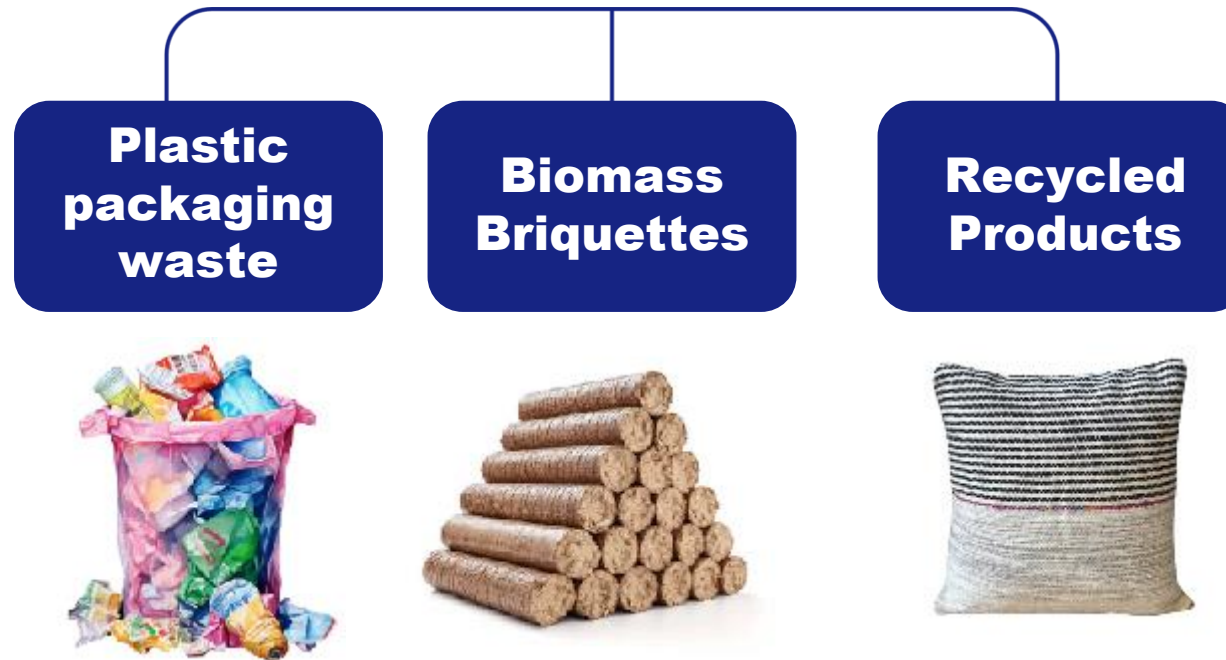 Plastic
packaging
waste
Biomass
Briquettes
Recycled
Products